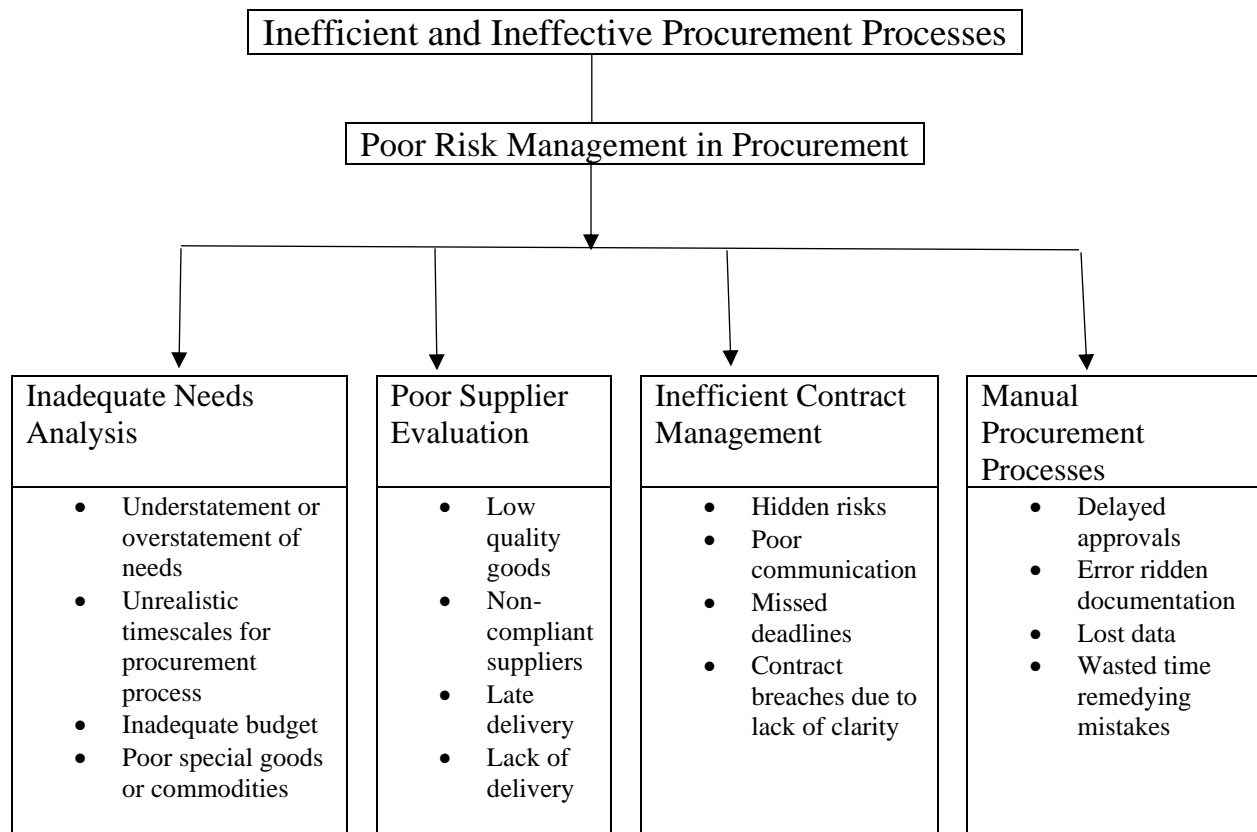 Inefficient and Ineffective Procurement Processes
Poor Risk Management in Procurement
Inadequate Needs
Analysis
• Understatement or
overstatement of
needs
• Unrealistic
timescales for
procurement
process
• Inadequate budget
• Poor special goods
or commodities
Poor Supplier
Evaluation
• Low
quality
goods
• Non-
compliant
suppliers
• Late
delivery
• Lack of
delivery
Inefficient Contract
Management
• Hidden risks
• Poor
communication
• Missed
deadlines
• Contract
breaches due to
lack of clarity
Manual
Procurement
Processes
• Delayed
approvals
• Error ridden
documentation
• Lost data
• Wasted time
remedying
mistakes